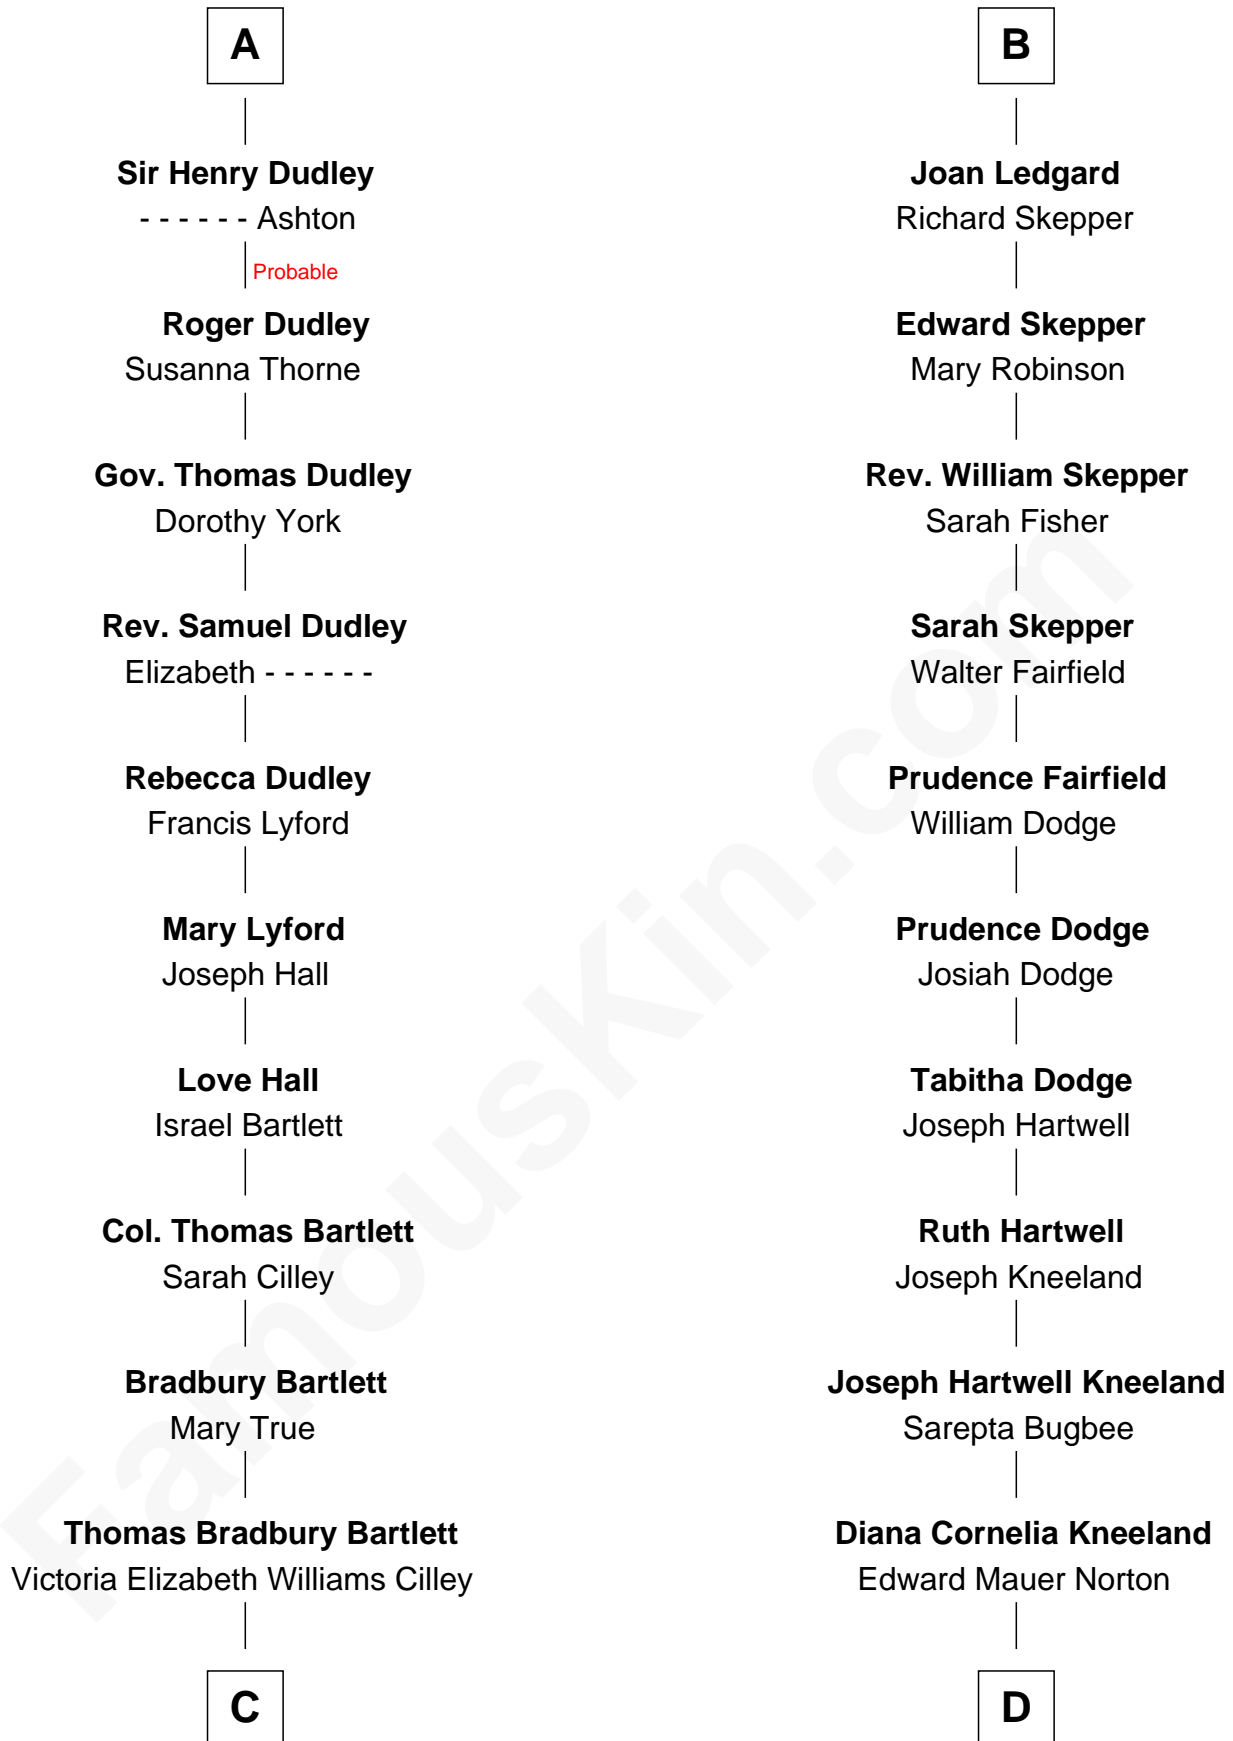 A
Sir Henry Dudley
- - - - - - Ashton
Probable
Roger Dudley
Susanna Thorne
Gov. Thomas Dudley
Dorothy York
Rev. Samuel Dudley
Elizabeth - - - - - -
Rebecca Dudley
Francis Lyford
Mary Lyford
Joseph Hall
Love Hall
Israel Bartlett
Col. Thomas Bartlett
Sarah Cilley
Bradbury Bartlett
Mary True
Thomas Bradbury Bartlett
Victoria Elizabeth Williams Cilley
C
B
Joan Ledgard
Richard Skepper
Edward Skepper
Mary Robinson
Rev. William Skepper
Sarah Fisher
Sarah Skepper
Walter Fairfield
Prudence Fairfield
William Dodge
Prudence Dodge
Josiah Dodge
Tabitha Dodge
Joseph Hartwell
Ruth Hartwell
Joseph Kneeland
Joseph Hartwell Kneeland
Sarepta Bugbee
Diana Cornelia Kneeland
Edward Mauer Norton
D
FamousKin.com